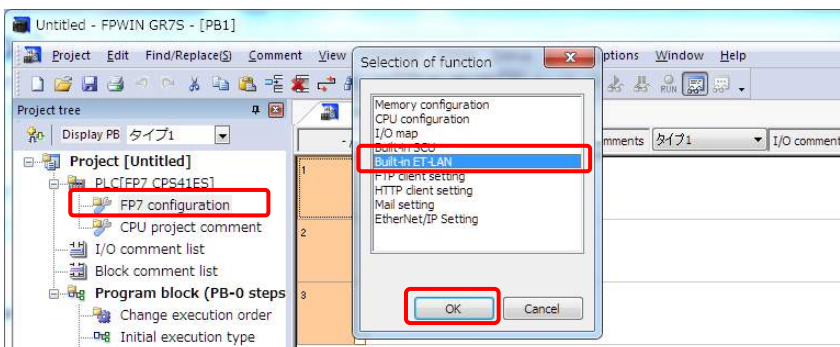 Untitled - FPWIN GR7S - [PB1]
Project Edit Find/Replace(S) Comment View ptions Window Help
RUN
Project tree
Display PB タイプ1
mments タイプ1 I/O comment
Project [Untitled]
PLC[FP7 CPS41ES]
FP7 configuration
CPU project comment
I/O comment list
Block comment list
Program block (PB-0 steps
Change execution order
Initial execution type
1
2
3
Selection of function
Memory configuration
CPU configuration
I/O map
Built-in SCU
Built-in ET-LAN
FTP client setting
HTTP client setting
Mail setting
EtherNet/IP Setting
OK Cancel